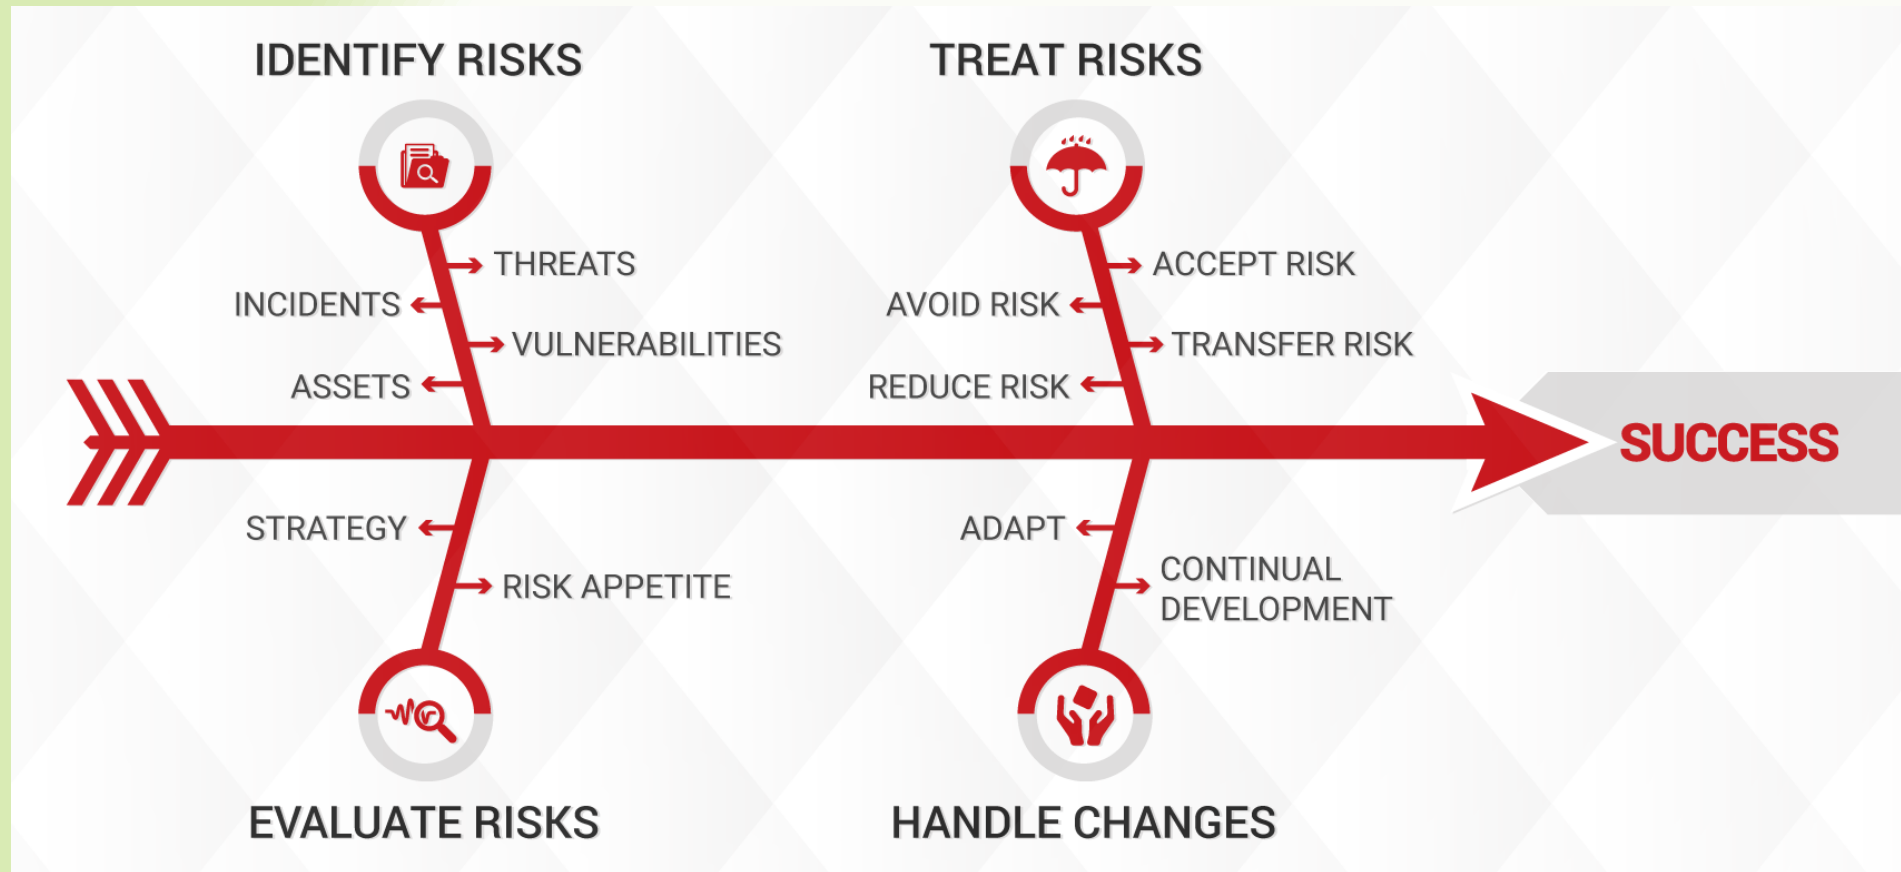 IDENTIFY RISKS
THREATS
INCIDENTS
VULNERABILITIES
ASSETS
TREAT RISKS
ACCEPT RISK
AVOID RISK
TRANSFER RISK
REDUCE RISK
SUCCESS
STRATEGY
RISK APPETITE
EVALUATE RISKS
ADAPT
CONTINUAL
DEVELOPMENT
HANDLE CHANGES